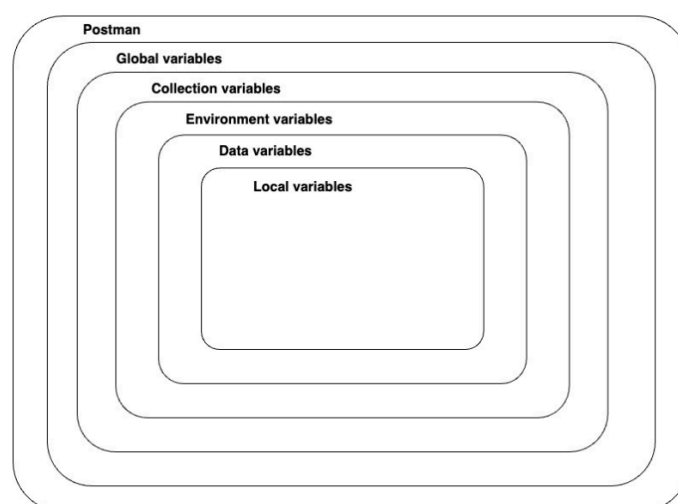 Postman
Global variables
Collection variables
Environment variables
Data variables
Local variables